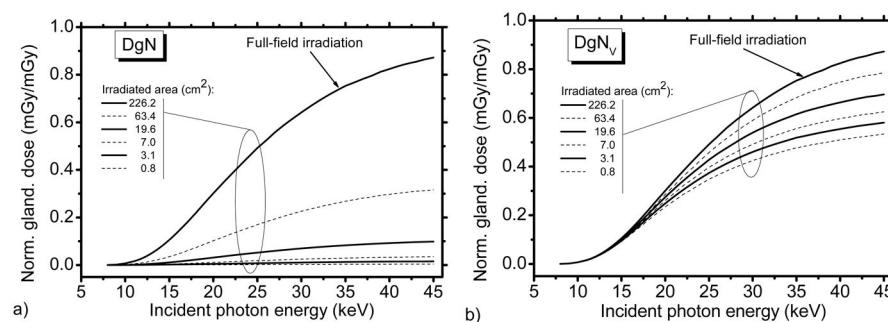 DgN
Full-field irradiation
Irradiated area (cm²):
226.2
63.4
19.6
7.0
3.1
0.8
Norm. gland. dose (mGy/mGy)
1.0
0.8
0.6
0.4
0.2
0.0
5 10 15 20 25 30 35 40 45
Incident photon energy (keV)
a)
DgNᵥ
Full-field irradiation
Irradiated area (cm²):
226.2
63.4
19.6
7.0
3.1
0.8
Norm. gland. dose (mGy/mGy)
1.0
0.8
0.6
0.4
0.2
0.0
5 10 15 20 25 30 35 40 45
Incident photon energy (keV)
b)